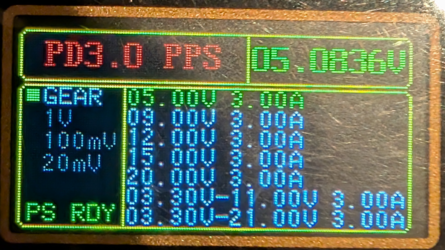 PD3.0 PPS 05.0836V
GEAR 05.00V 3.00A
1V 09.00V 3.00A
100mV 12.00V 3.00A
20mV 15.00V 3.00A
20.00V 3.00A
03.30V-11.00V 3.00A
PS RDY 03.30V-21.00V 3.00A